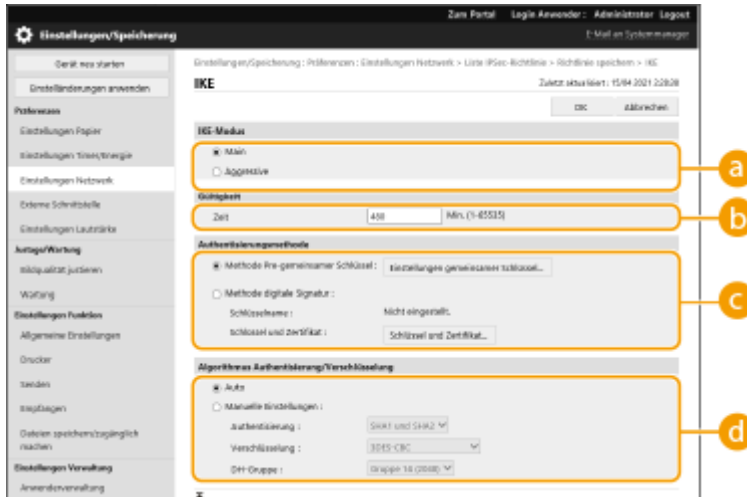 Zum Portal Login Anwender: Administrator Logout
Einstellungen/Speicherung
E-Mail an Systemmanager
Gerät neu starten
Einstelländerungen anwenden
Präferenzen
Einstellungen Papier
Einstellungen Timer/Energie
Einstellungen Netzwerk
Externe Schnittstelle
Einstellungen Lautstärke
Justage/Wartung
Bildqualität justieren
Wartung
Einstellungen Funktion
Allgemeine Einstellungen
Drucker
Senden
Empfangen
Dateien speichern/zugänglich
machen
Einstellungen Verwaltung
Anwenderverwaltung
Einstellungen/Speicherung : Präferenzen : Einstellungen Netzwerk > Liste IPSec-Richtlinie > Richtlinie speichern > IKE
IKE
Zuletzt aktualisiert : 15/04 2021
OK Abbrechen
IKE-Modus
Main
Aggressive
a
Gültigkeit
Zeit 480 Min. (1-65535)
b
Authentisierungsmethode
Methode Pre-gemeinsamer Schlüssel : Einstellungen gemeinsamer Schlüssel...
Methode digitale Signatur :
Schlüsselname : Nicht eingestellt.
Schlüssel und Zertifikat : Schlüssel und Zertifikat...
c
Algorithmus Authentisierung/Verschlüsselung
Auto
Manuelle Einstellungen :
Authentisierung : SHA1 und SHA2
Verschlüsselung : 3DES-CBC
DH-Gruppe : Gruppe 14 (2048)
d